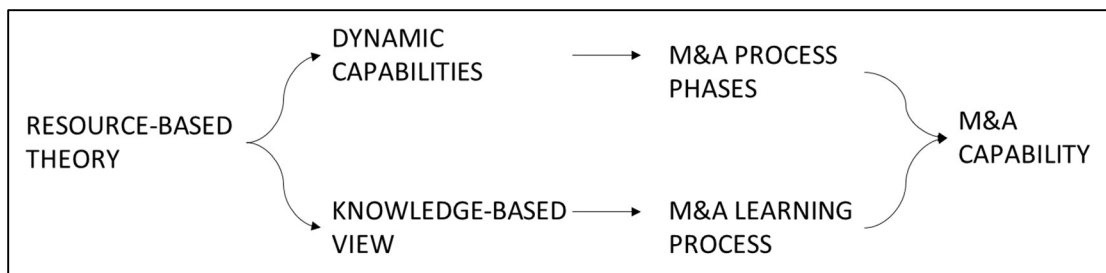 DYNAMIC
CAPABILITIES
M&A PROCESS
PHASES
RESOURCE-BASED
THEORY
M&A
CAPABILITY
KNOWLEDGE-BASED
VIEW
M&A LEARNING
PROCESS